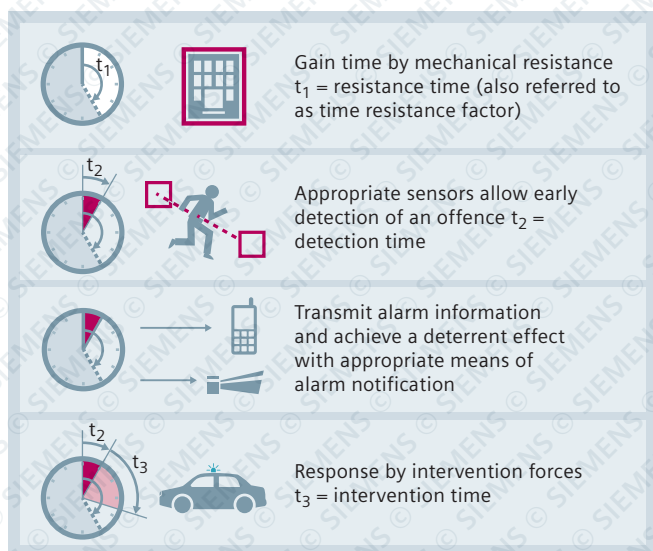 t₁
Gain time by mechanical resistance
t₁ = resistance time (also referred to
as time resistance factor)
t₂
Appropriate sensors allow early
detection of an offence t₂ =
detection time
Transmit alarm information
and achieve a deterrent effect
with appropriate means of
alarm notification
t₂
t₃
Response by intervention forces
t₃ = intervention time
© SIEMENS